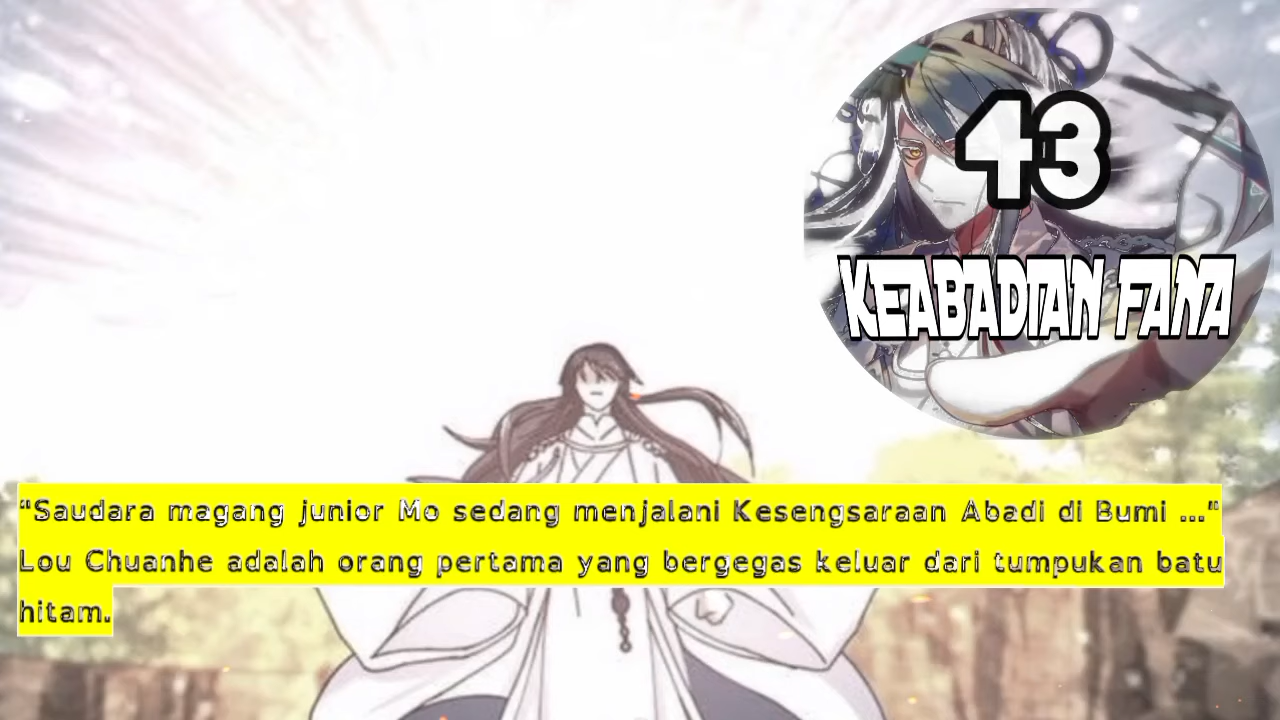 43
KEABADIAN FANA
"Saudara magang junior Mo sedang menjalani Kesengsaraan Abadi di Bumi ..."
Lou Chuanhe adalah orang pertama yang bergegas keluar dari tumpukan batu
hitam.